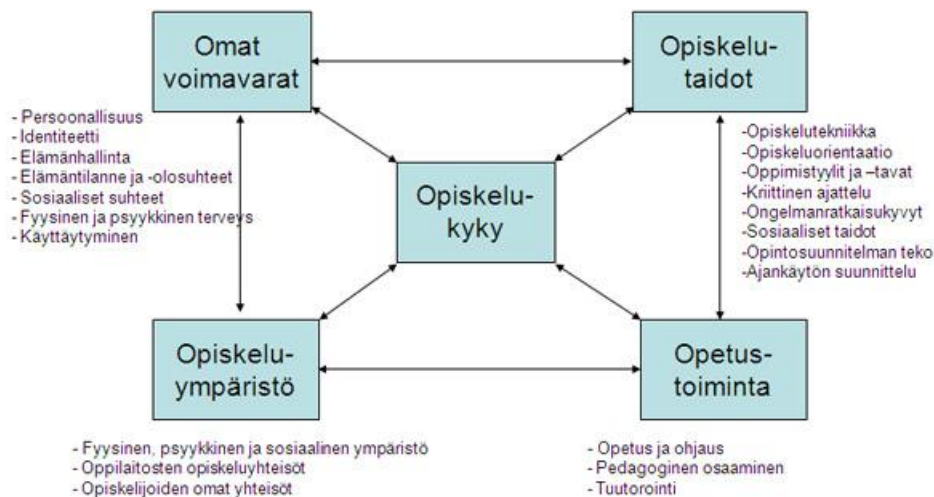 Omat
voimavarat
Opiskelu-
taidot
- Persoonallisuus
- Identiteetti
- Elämänhallinta
- Elämäntilanne ja -olosuhteet
- Sosiaaliset suhteet
- Fyysinen ja psyykkinen terveys
- Käyttäytyminen
-Opiskelutekniikka
-Opiskeluorientaatio
-Oppimistyylit ja –tavat
-Kriittinen ajattelu
-Ongelmanratkaisukyvyt
-Sosiaaliset taidot
-Opintosuunnitelman teko
-Ajankäytön suunnittelu
Opiskelu-
kyky
Opiskelu-
ympäristö
Opetus-
toiminta
- Fyysinen, psyykkinen ja sosiaalinen ympäristö
- Oppilaitosten opiskeluyhteisöt
- Opiskelijoiden omat yhteisöt
- Opetus ja ohjaus
- Pedagoginen osaaminen
- Tuutorointi